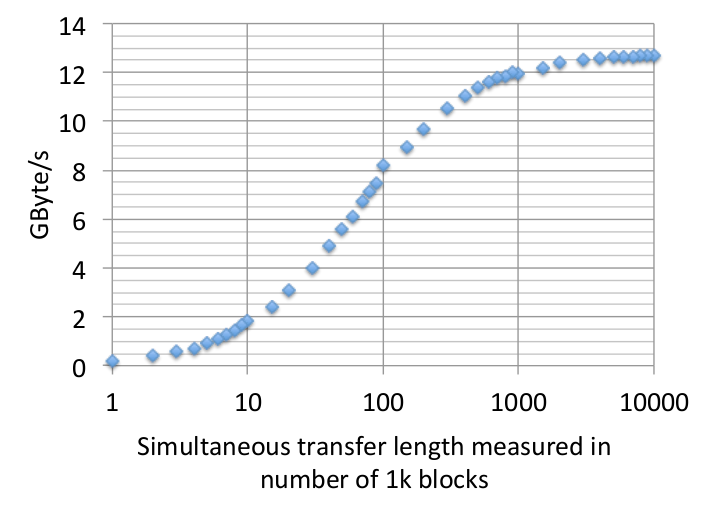 14
12
10
8
6
4
2
0
GByte/s
1 10 100 1000 10000
Simultaneous transfer length measured in
number of 1k blocks